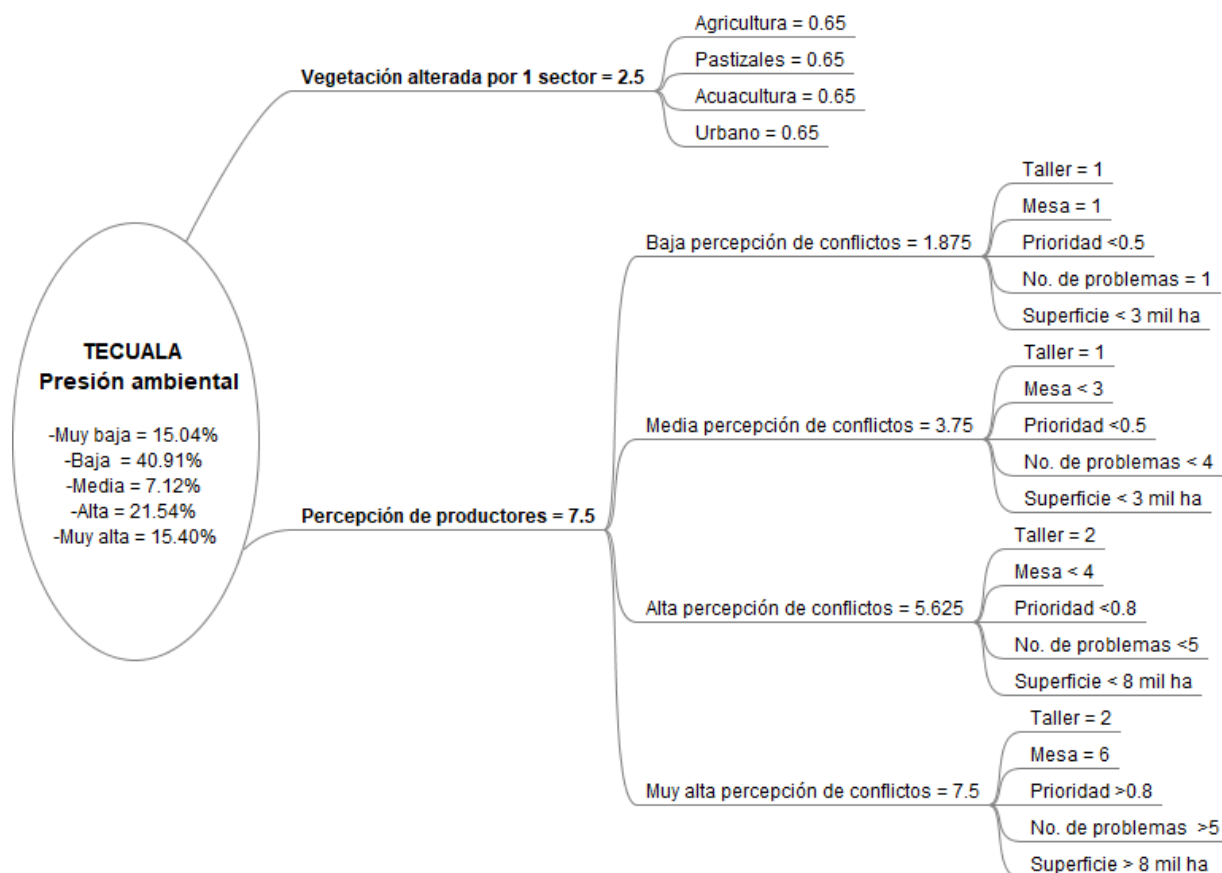 TECUALA
Presión ambiental
-Muy baja = 15.04%
-Baja = 40.91%
-Media = 7.12%
-Alta = 21.54%
-Muy alta = 15.40%
Vegetación alterada por 1 sector = 2.5
Agricultura = 0.65
Pastizales = 0.65
Acuacultura = 0.65
Urbano = 0.65
Percepción de productores = 7.5
Baja percepción de conflictos = 1.875
Taller = 1
Mesa = 1
Prioridad <0.5
No. de problemas = 1
Superficie < 3 mil ha
Media percepción de conflictos = 3.75
Taller = 1
Mesa < 3
Prioridad <0.5
No. de problemas < 4
Superficie < 3 mil ha
Alta percepción de conflictos = 5.625
Taller = 2
Mesa < 4
Prioridad <0.8
No. de problemas <5
Superficie < 8 mil ha
Muy alta percepción de conflictos = 7.5
Taller = 2
Mesa = 6
Prioridad >0.8
No. de problemas >5
Superficie > 8 mil ha